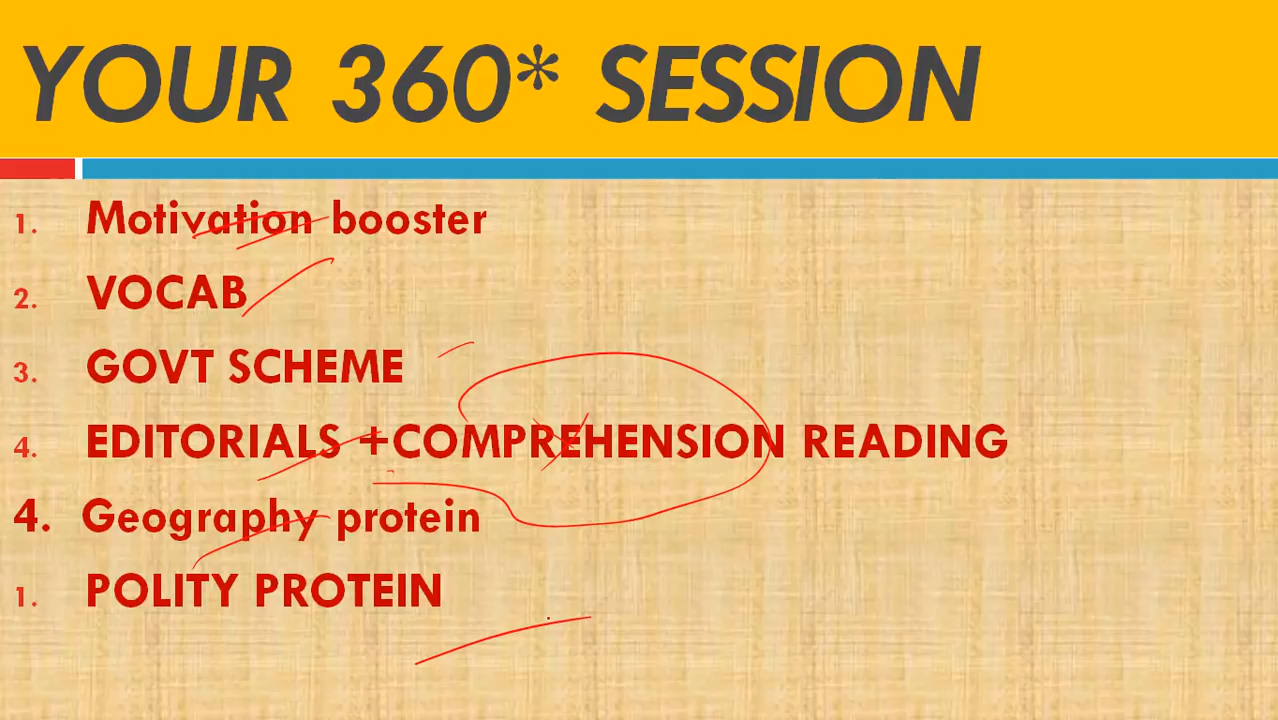 YOUR 360* SESSION
1. Motivation booster
2. VOCAB
3. GOVT SCHEME
4. EDITORIALS +COMPREHENSION READING
4. Geography protein
1. POLITY PROTEIN